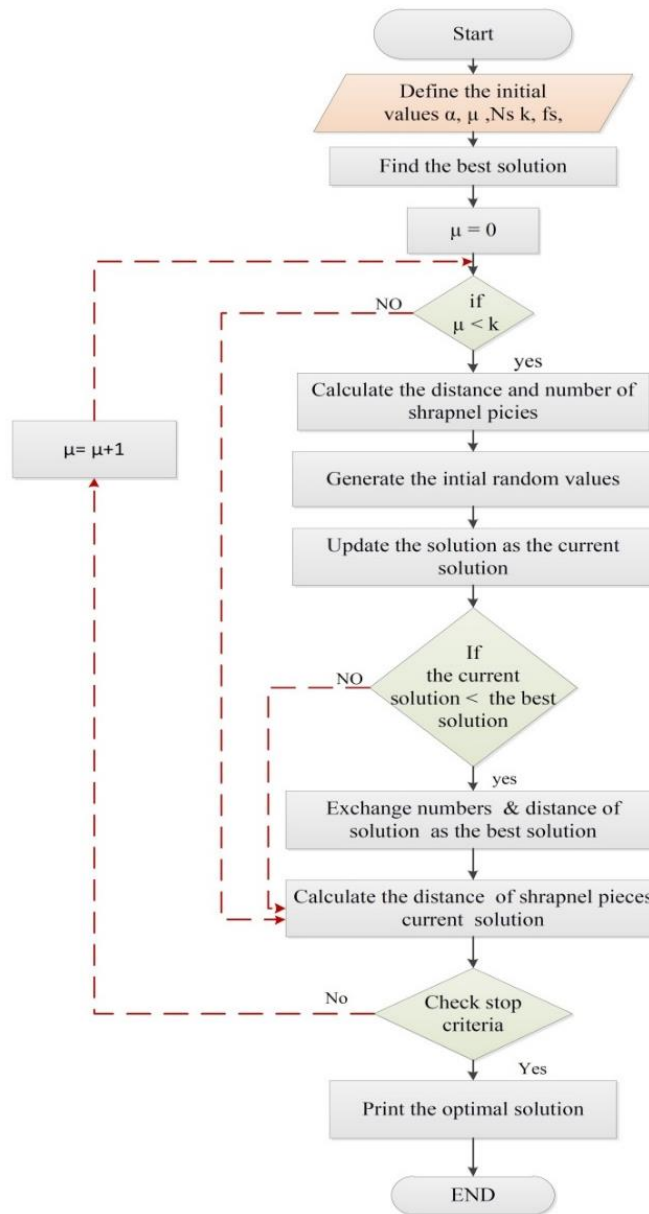 Start
Define the initial
values α, μ ,Ns k, fs,
Find the best solution
μ = 0
NO
if
μ < k
yes
Calculate the distance and number of
shrapnel picies
μ= μ+1
Generate the intial random values
Update the solution as the current
solution
NO
If
the current
solution < the best
solution
yes
Exchange numbers & distance of
solution as the best solution
Calculate the distance of shrapnel pieces
current solution
No
Check stop
criteria
Yes
Print the optimal solution
END